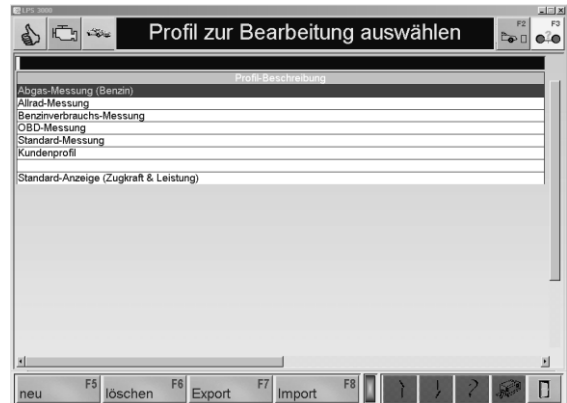 LPS 3000
Profil zur Bearbeitung auswählen
F2
F3
Profil-Beschreibung
Abgas-Messung (Benzin)
Allrad-Messung
Benzinverbrauchs-Messung
OBD-Messung
Standard-Messung
Kundenprofil
Standard-Anzeige (Zugkraft & Leistung)
neu F5
löschen F6
Export F7
Import F8